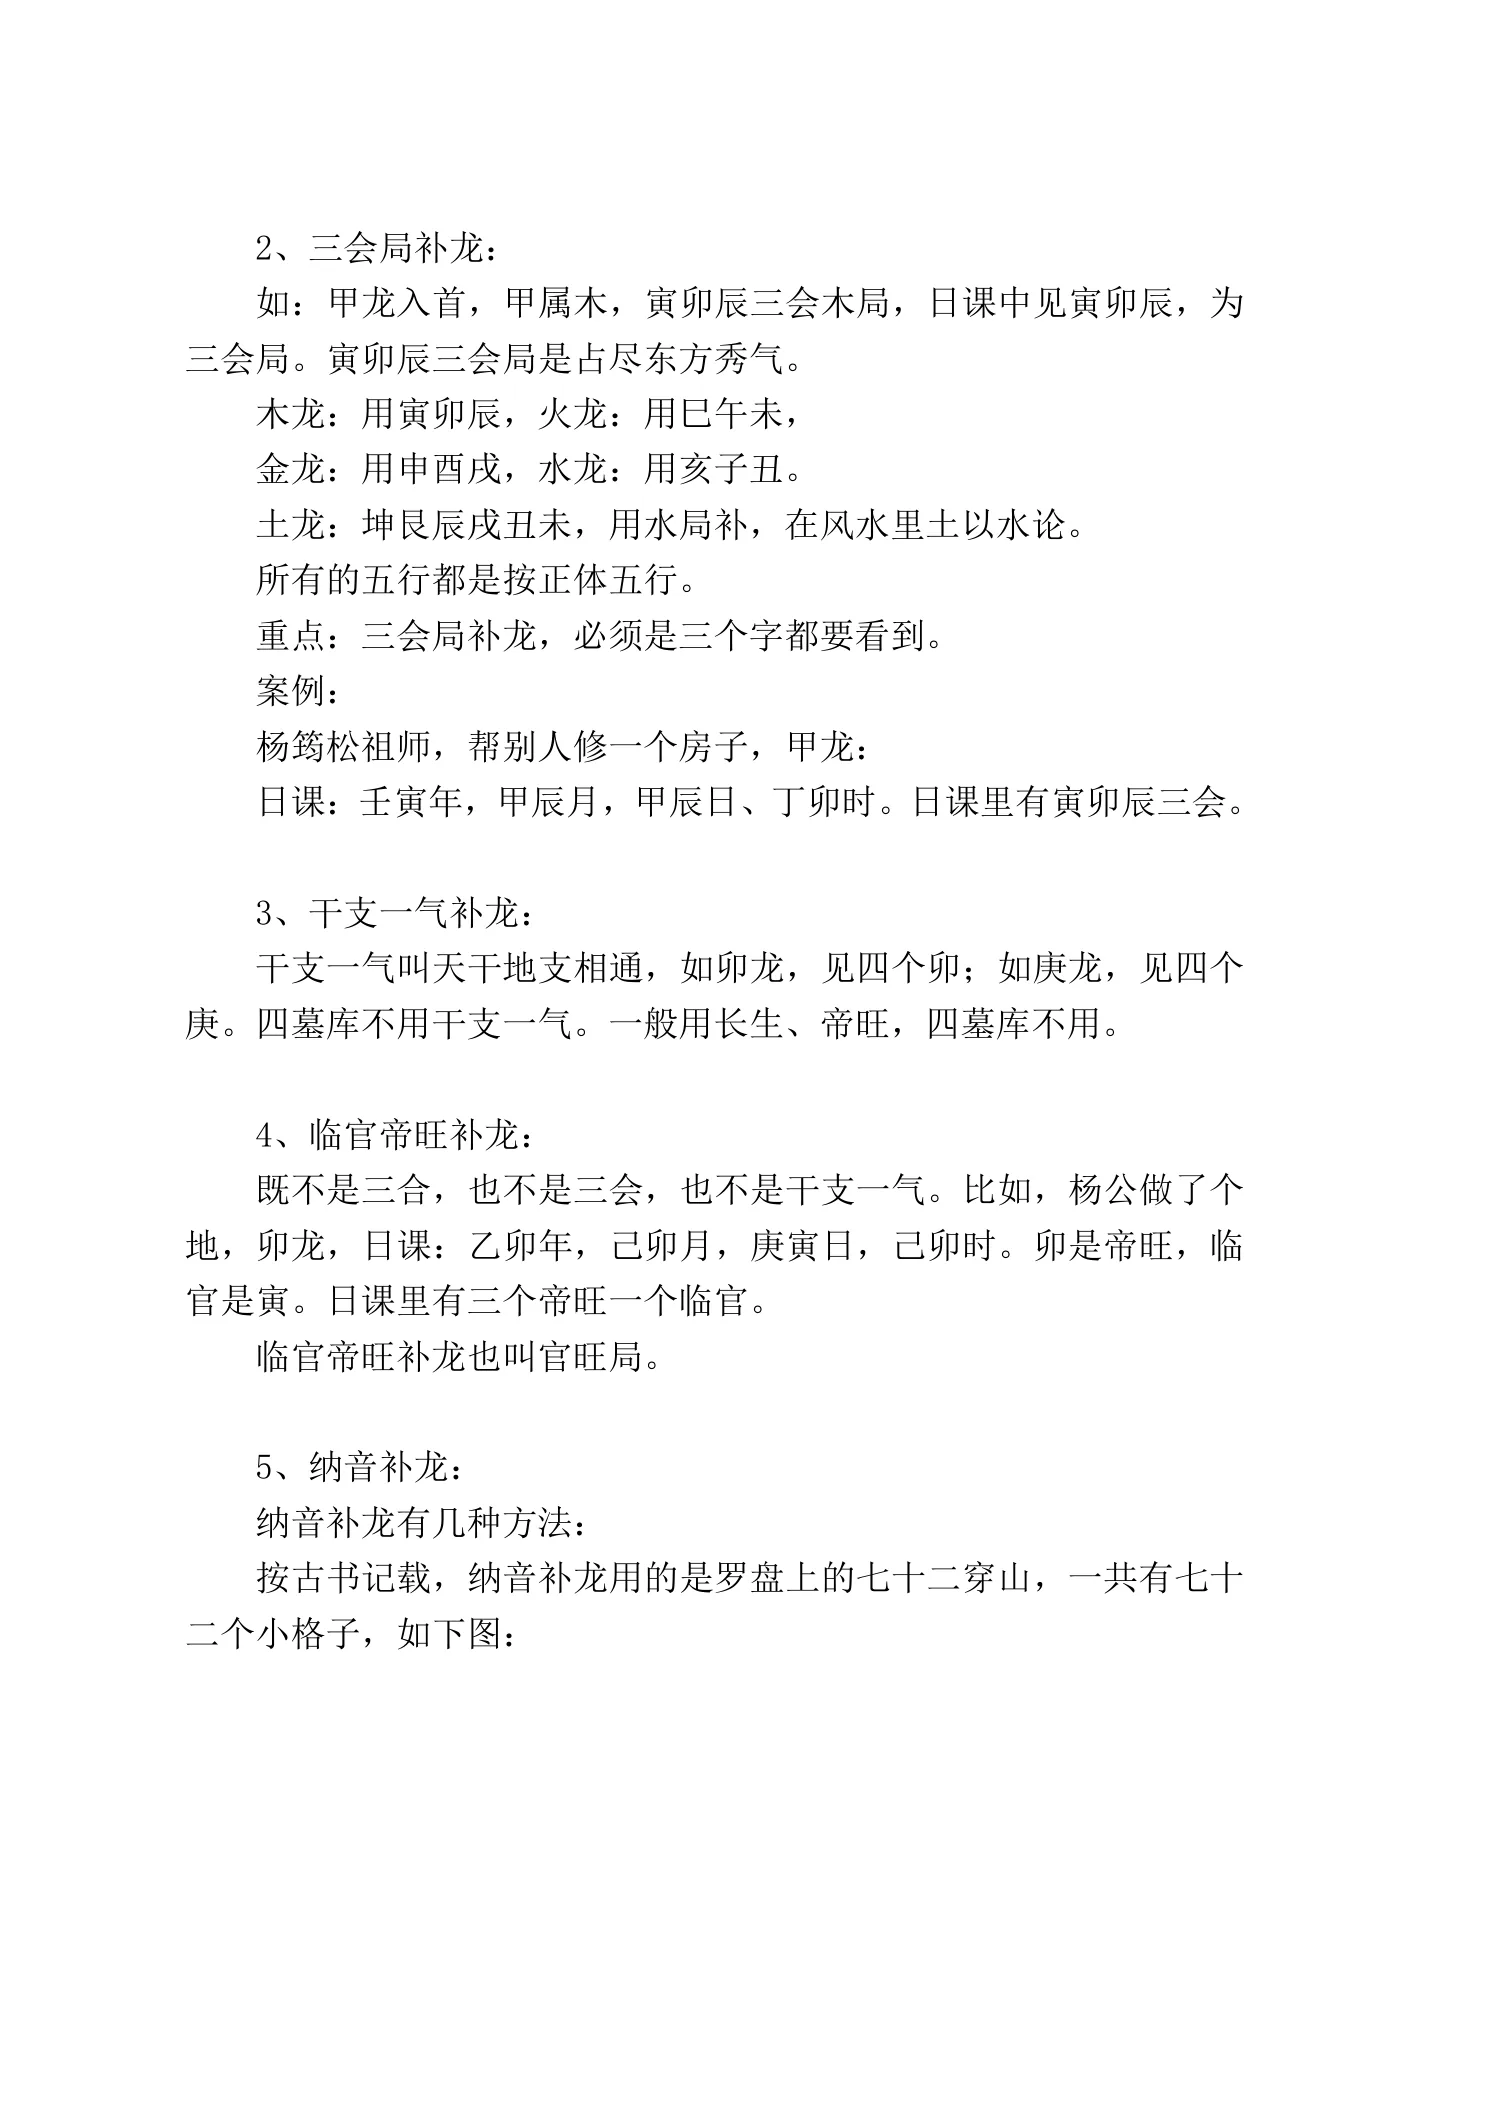 2、三会局补龙：
如：甲龙入首，甲属木，寅卯辰三会木局，日课中见寅卯辰，为
三会局。寅卯辰三会局是占尽东方秀气。
木龙：用寅卯辰，火龙：用巳午未，
金龙：用申酉戌，水龙：用亥子丑。
土龙：坤艮辰戌丑未，用水局补，在风水里土以水论。
所有的五行都是按正体五行。
重点：三会局补龙，必须是三个字都要看到。
案例：
杨筠松祖师，帮别人修一个房子，甲龙：
日课：壬寅年，甲辰月，甲辰日、丁卯时。日课里有寅卯辰三会。
3、干支一气补龙：
干支一气叫天干地支相通，如卯龙，见四个卯；如庚龙，见四个
庚。四墓库不用干支一气。一般用长生、帝旺，四墓库不用。
4、临官帝旺补龙：
既不是三合，也不是三会，也不是干支一气。比如，杨公做了个
地，卯龙，日课：乙卯年，己卯月，庚寅日，己卯时。卯是帝旺，临
官是寅。日课里有三个帝旺一个临官。
临官帝旺补龙也叫官旺局。
5、纳音补龙：
纳音补龙有几种方法：
按古书记载，纳音补龙用的是罗盘上的七十二穿山，一共有七十
二个小格子，如下图：